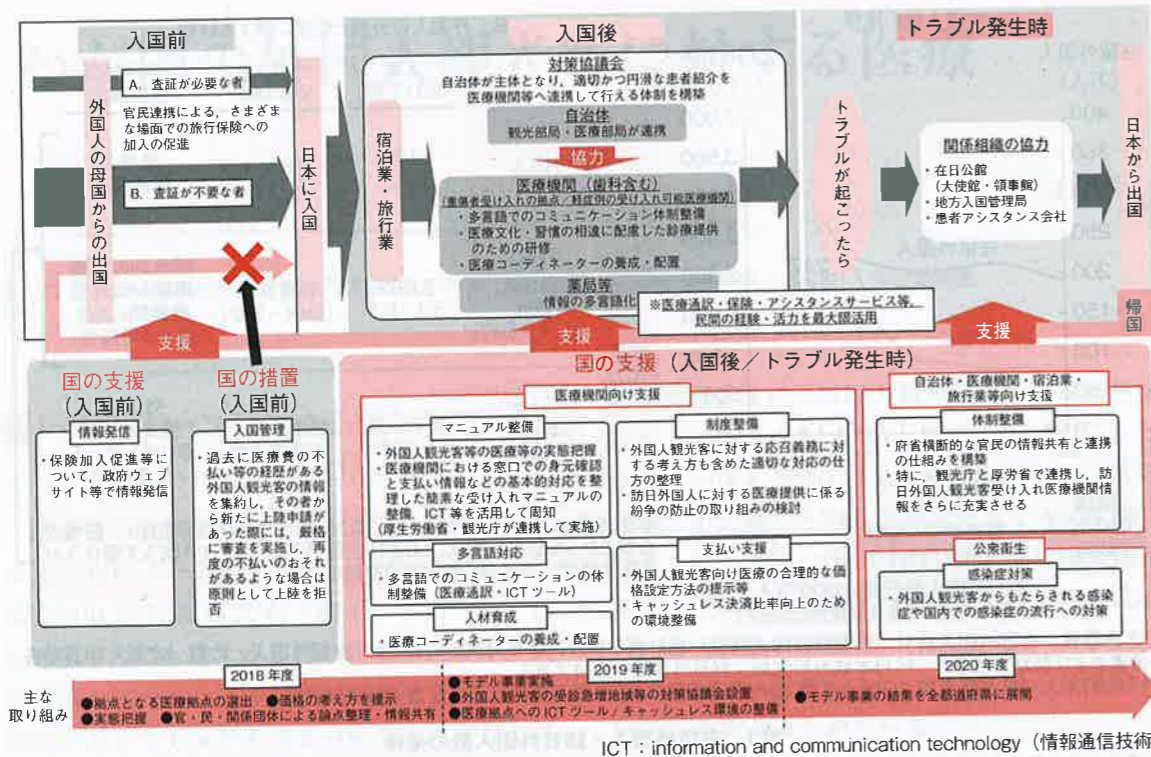 入国前
入国後
トラブル発生時
外国人の母国からの出国
A．査証が必要な者
官民連携による，さまざま
な場面での旅行保険への
加入の促進
B．査証が不要な者
日本に入国
宿泊業・旅行業
対策協議会
自治体が主体となり，適切かつ円滑な患者紹介を
医療機関等へ連携して行える体制を構築
自治体
観光部局・医療部局が連携
協力
医療機関（歯科含む）
（重傷者受け入れの拠点／軽症例の受け入れ可能医療機関）
・多言語でのコミュニケーション体制整備
・医療文化・習慣の相違に配慮した診療提供
のための研修
・医療コーディネーターの養成・配置
薬局等
情報の多言語化
※医療通訳・保険・アシスタンスサービス等，
民間の経験・活力を最大限活用
トラブルが起こったら
関係組織の協力
・在日公館
（大使館・領事館）
・地方入国管理局
・患者アシスタンス会社
日本から出国
帰国
支援
支援
支援
国の支援
（入国前）
情報発信
・保険加入促進等に
ついて，政府ウェブ
サイト等で情報発信
国の措置
（入国前）
入国管理
・過去に医療費の不
払い等の経歴がある
外国人観光客の情報
を集約し，その者か
ら新たに上陸申請が
あった際には，厳格
に審査を実施し，再
度の不払いのおそれ
があるような場合は
原則として上陸を拒
否
国の支援（入国後／トラブル発生時）
医療機関向け支援
マニュアル整備
・外国人観光客等の医療等の実態把握
・医療機関における窓口での身元確認
と支払い情報などの基本的対応を整
理した簡素な受け入れマニュアルの
整備，ICT 等を活用して周知
（厚生労働省・観光庁が連携して実施）
多言語対応
・多言語でのコミュニケーションの体
制整備（医療通訳・ICT ツール）
人材育成
・医療コーディネーターの養成・配置
制度整備
・外国人観光客に対する応召義務に対
する考え方も含めた適切な対応の仕
方の整理
・訪日外国人に対する医療提供に係る
紛争の防止の取り組みの検討
支払い支援
・外国人観光客向け医療の合理的な価
格設定方法の提示等
・キャッシュレス決済比率向上のため
の環境整備
自治体・医療機関・宿泊業・
旅行業等向け支援
体制整備
・府省横断的な官民の情報共有と連携
の仕組みを構築
・特に，観光庁と厚労省で連携し，訪
日外国人観光客受け入れ医療機関情
報をさらに充実させる
公衆衛生
感染症対策
・外国人観光客からもたらされる感染
症や国内での感染症の流行への対策
主な
取り組み
2018 年度
●拠点となる医療拠点の選出　●価格の考え方を提示
●実態把握　●官・民・関係団体による論点整理・情報共有
2019 年度
●モデル事業実施
●外国人観光客の受診急増地域等の対策協議会設置
●医療拠点への ICT ツール／キャッシュレス環境の整備
2020 年度
●モデル事業の結果を全都道府県に展開
ICT：information and communication technology（情報通信技術